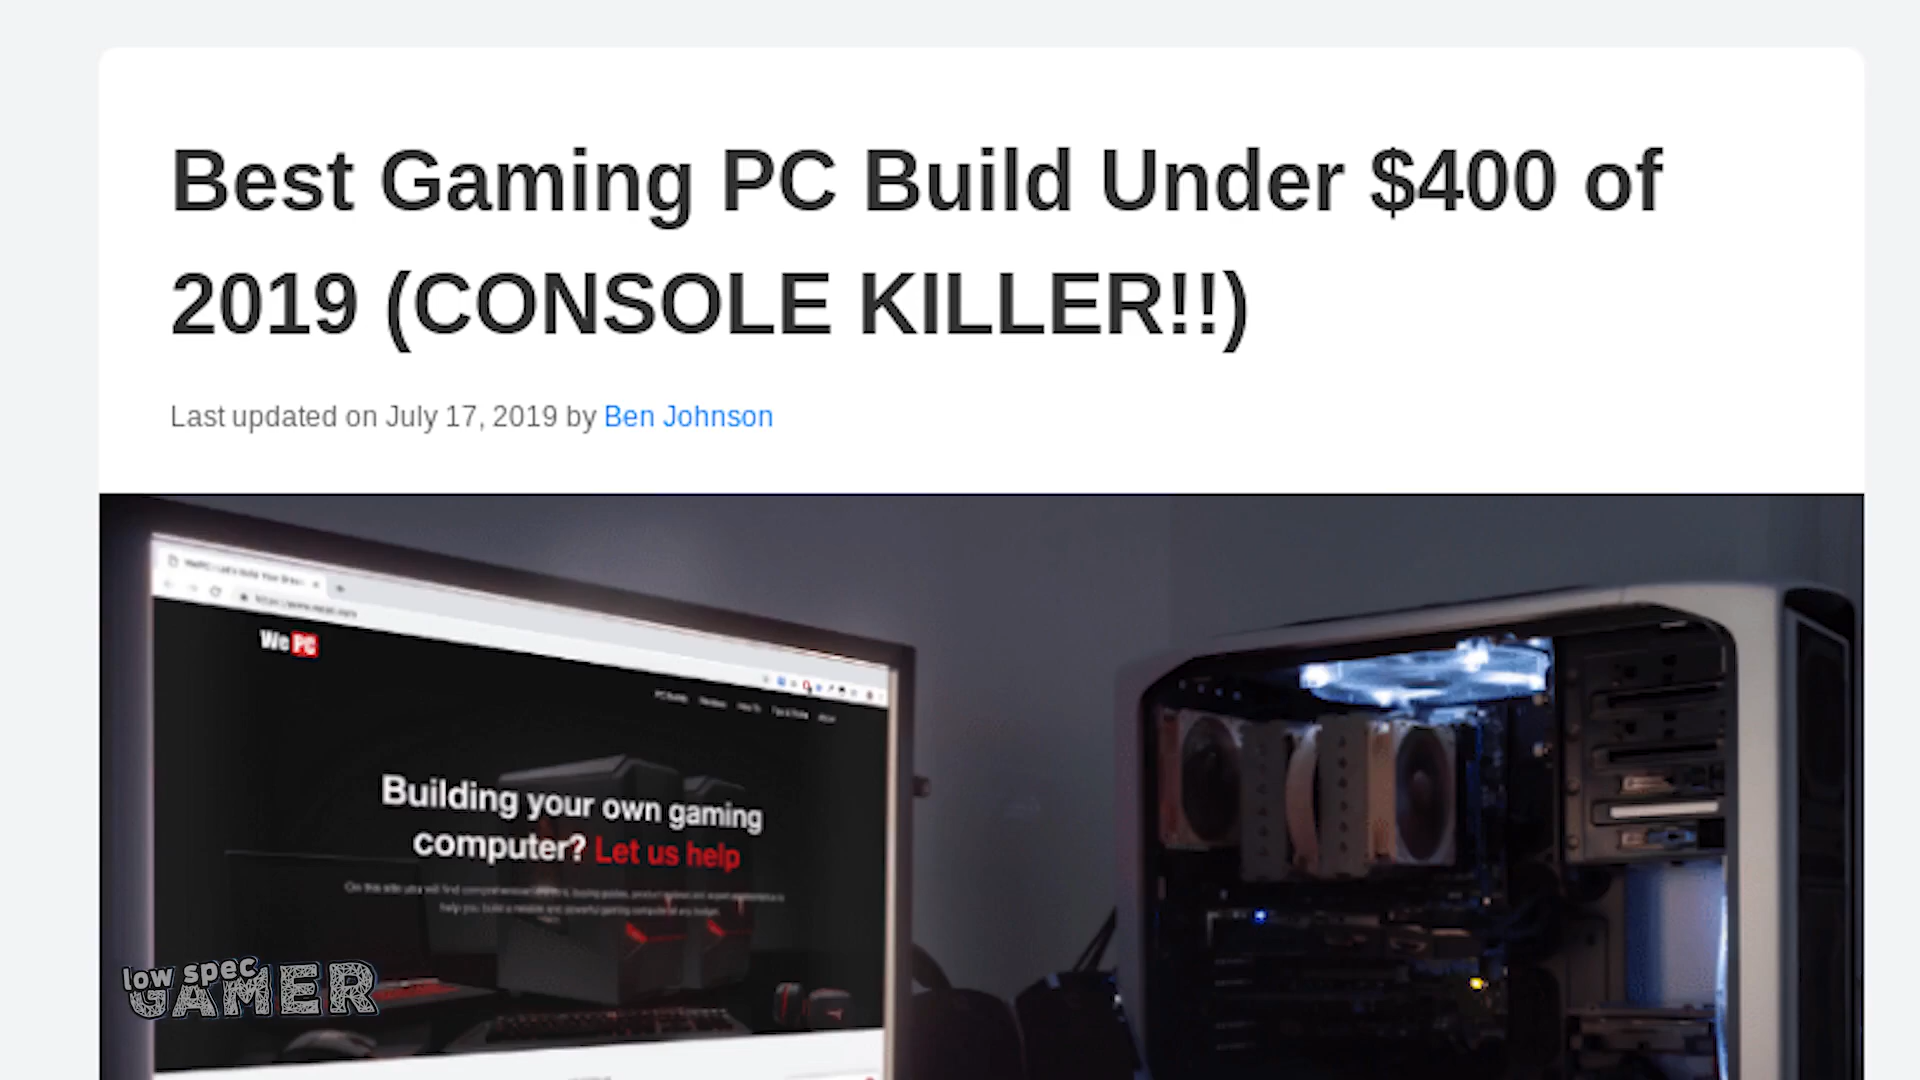 Best Gaming PC Build Under $400 of
2019 (CONSOLE KILLER!!)
Last updated on July 17, 2019 by Ben Johnson
We PC
Building your own gaming
computer? Let us help
low spec
GAMER